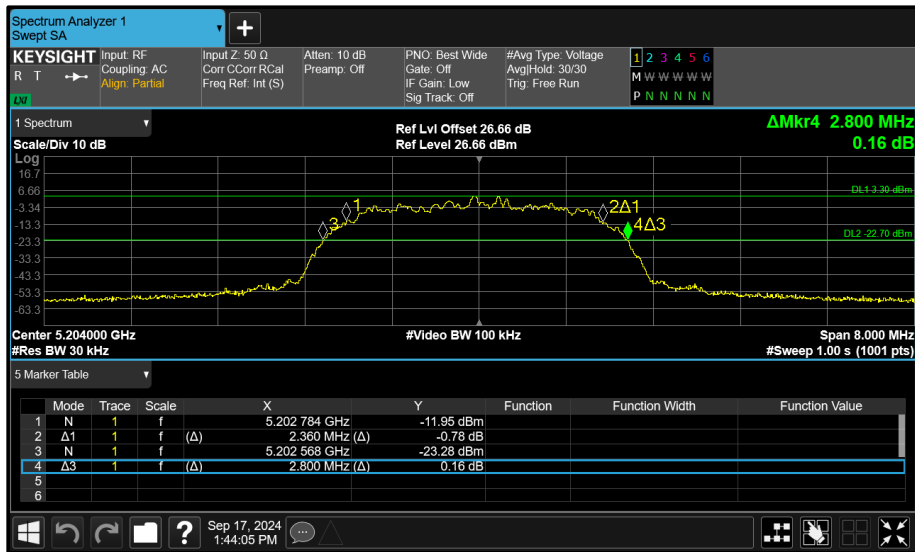 Spectrum Analyzer 1
Swept SA
+
KEYSIGHT Input: RF Input Z: 50 Ω Atten: 10 dB PNO: Best Wide #Avg Type: Voltage 1 2 3 4 5 6
R T Coupling: AC Corr CCorr RCal Preamp: Off Gate: Off Avg|Hold: 30/30 M W W W W W
Align: Partial Freq Ref: Int (S) IF Gain: Low Trig: Free Run
LXI Sig Track: Off P N N N N N
1 Spectrum
Ref Lvl Offset 26.66 dB ΔMkr4 2.800 MHz
Scale/Div 10 dB Ref Level 26.66 dBm 0.16 dB
Log
16.7
6.66
DL1 3.30 dBm
-3.34
1 2Δ1
-13.3
3 4Δ3
DL2 -22.70 dBm
-23.3
-33.3
-43.3
-53.3
-63.3
Center 5.204000 GHz #Video BW 100 kHz Span 8.000 MHz
#Res BW 30 kHz #Sweep 1.00 s (1001 pts)
5 Marker Table
Mode Trace Scale X Y Function Function Width Function Value
1 N 1 f 5.202 784 GHz -11.95 dBm
2 Δ1 1 f (Δ) 2.360 MHz (Δ) -0.78 dB
3 N 1 f 5.202 568 GHz -23.28 dBm
4 Δ3 1 f (Δ) 2.800 MHz (Δ) 0.16 dB
5
6
? Sep 17, 2024
1:44:05 PM